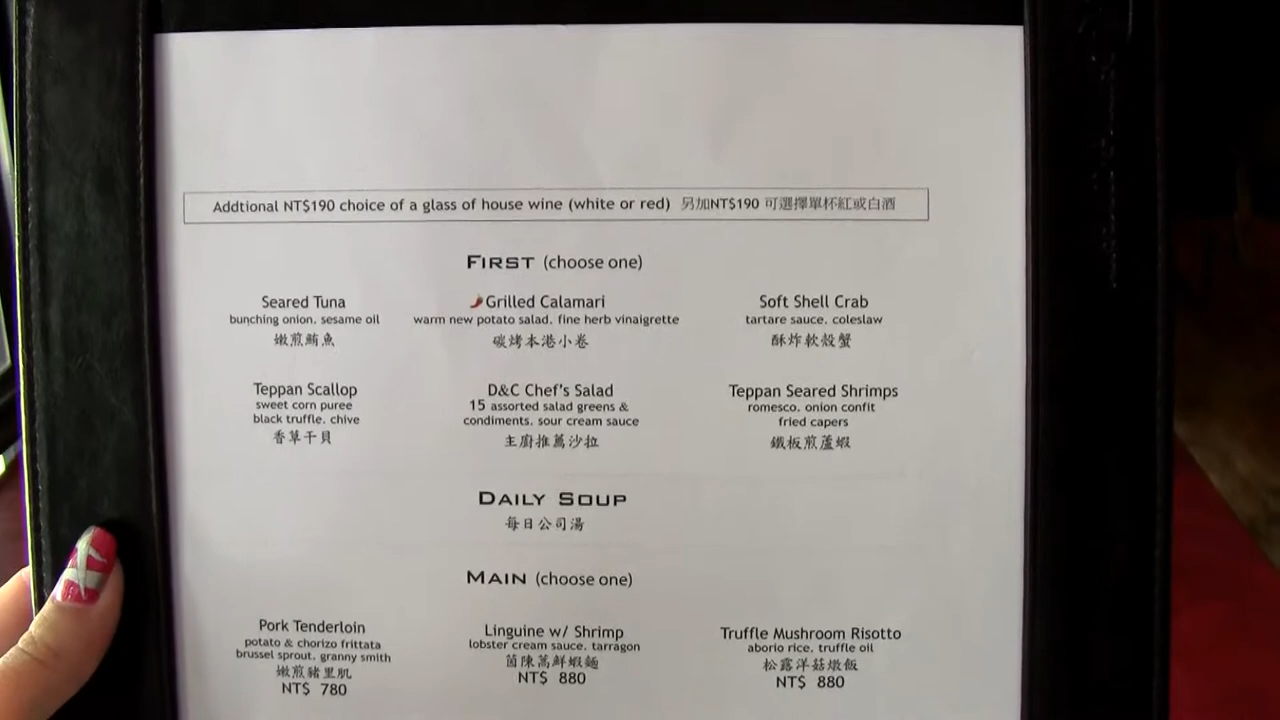 Addtional NT$190 choice of a glass of house wine (white or red) 另加NT$190 可選擇單杯紅或白酒
FIRST (choose one)
Seared Tuna
bunching onion, sesame oil
嫩煎鮪魚
Grilled Calamari
warm new potato salad, fine herb vinaigrette
碳烤本港小卷
Soft Shell Crab
tartare sauce, coleslaw
酥炸軟殼蟹
Teppan Scallop
sweet corn puree
black truffle, chive
香草干貝
D&C Chef's Salad
15 assorted salad greens &
condiments, sour cream sauce
主廚推薦沙拉
Teppan Seared Shrimps
romesco, onion confit
fried capers
鐵板煎蘆蝦
DAILY SOUP
每日公司湯
MAIN (choose one)
Pork Tenderloin
potato & chorizo frittata
brussel sprout, granny smith
嫩煎豬里肌
NT$ 780
Linguine w/ Shrimp
lobster cream sauce, tarragon
茵陳蒿鮮蝦麵
NT$ 880
Truffle Mushroom Risotto
aborio rice, truffle oil
松露洋菇燉飯
NT$ 880